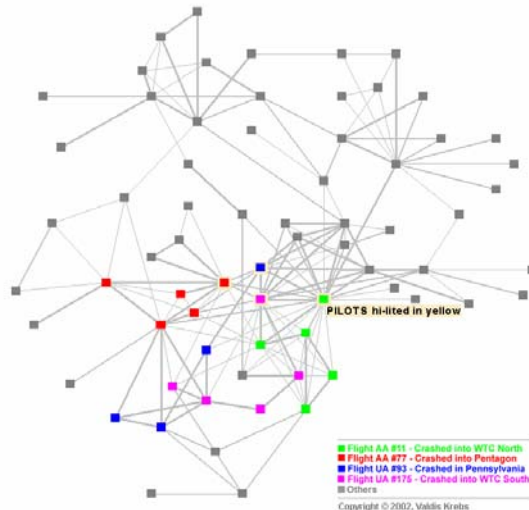 PILOTS hi-lited in yellow
Flight AA #11 - Crashed into WTC North
Flight AA #77 - Crashed into Pentagon
Flight UA #93 - Crashed in Pennsylvania
Flight UA #175 - Crashed into WTC South
Others
Copyright © 2002, Valdis Krebs